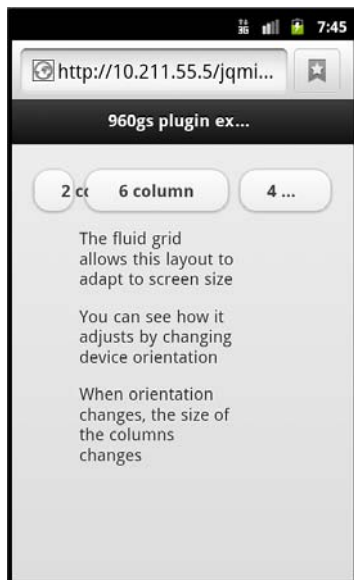 3G 7:45
http://10.211.55.5/jqmi...
960gs plugin ex...
2 co 6 column 4 ...
The fluid grid
allows this layout to
adapt to screen size
You can see how it
adjusts by changing
device orientation
When orientation
changes, the size of
the columns
changes